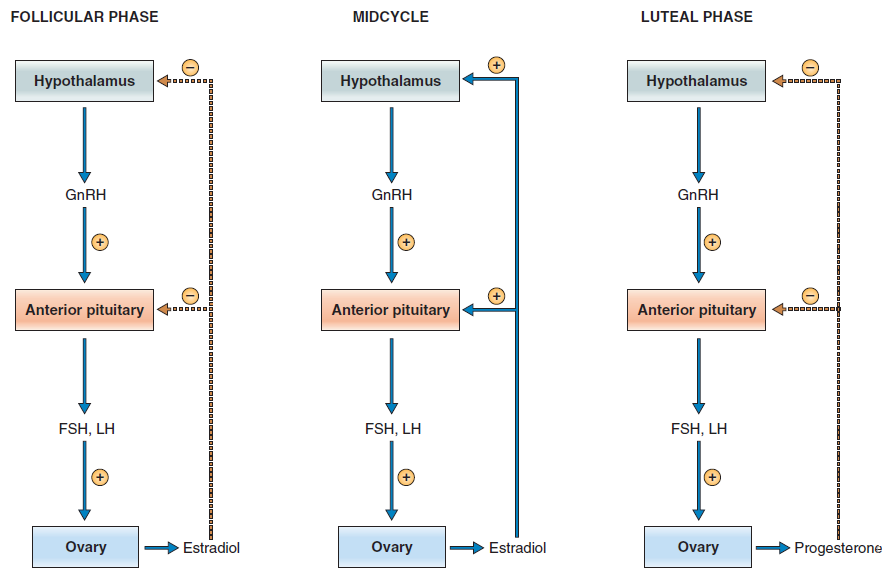 FOLLICULAR PHASE
Hypothalamus
−
GnRH
+
Anterior pituitary
−
FSH, LH
+
Ovary
Estradiol
MIDCYCLE
Hypothalamus
+
GnRH
+
Anterior pituitary
+
FSH, LH
+
Ovary
Estradiol
LUTEAL PHASE
Hypothalamus
−
GnRH
+
Anterior pituitary
−
FSH, LH
+
Ovary
Progesterone